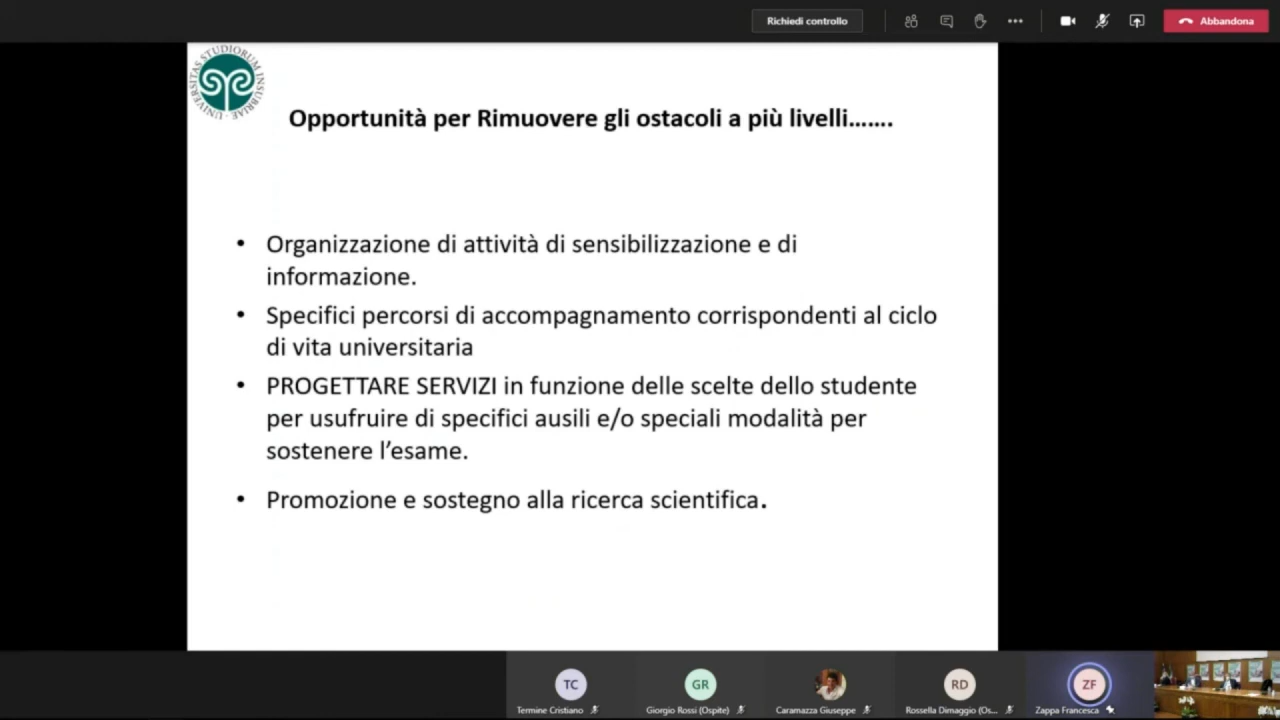 Richiedi controllo
Abbandona
UNIVERSITAS STUDIORUM INSUBRIAE
Opportunità per Rimuovere gli ostacoli a più livelli…….
• Organizzazione di attività di sensibilizzazione e di
informazione.
• Specifici percorsi di accompagnamento corrispondenti al ciclo
di vita universitaria
• PROGETTARE SERVIZI in funzione delle scelte dello studente
per usufruire di specifici ausili e/o speciali modalità per
sostenere l’esame.
• Promozione e sostegno alla ricerca scientifica.
TC
GR
RD
ZF
Termine Cristiano
Giorgio Rossi (Ospite)
Caramazza Giuseppe
Rossella Dimaggio (Os...
Zappa Francesca